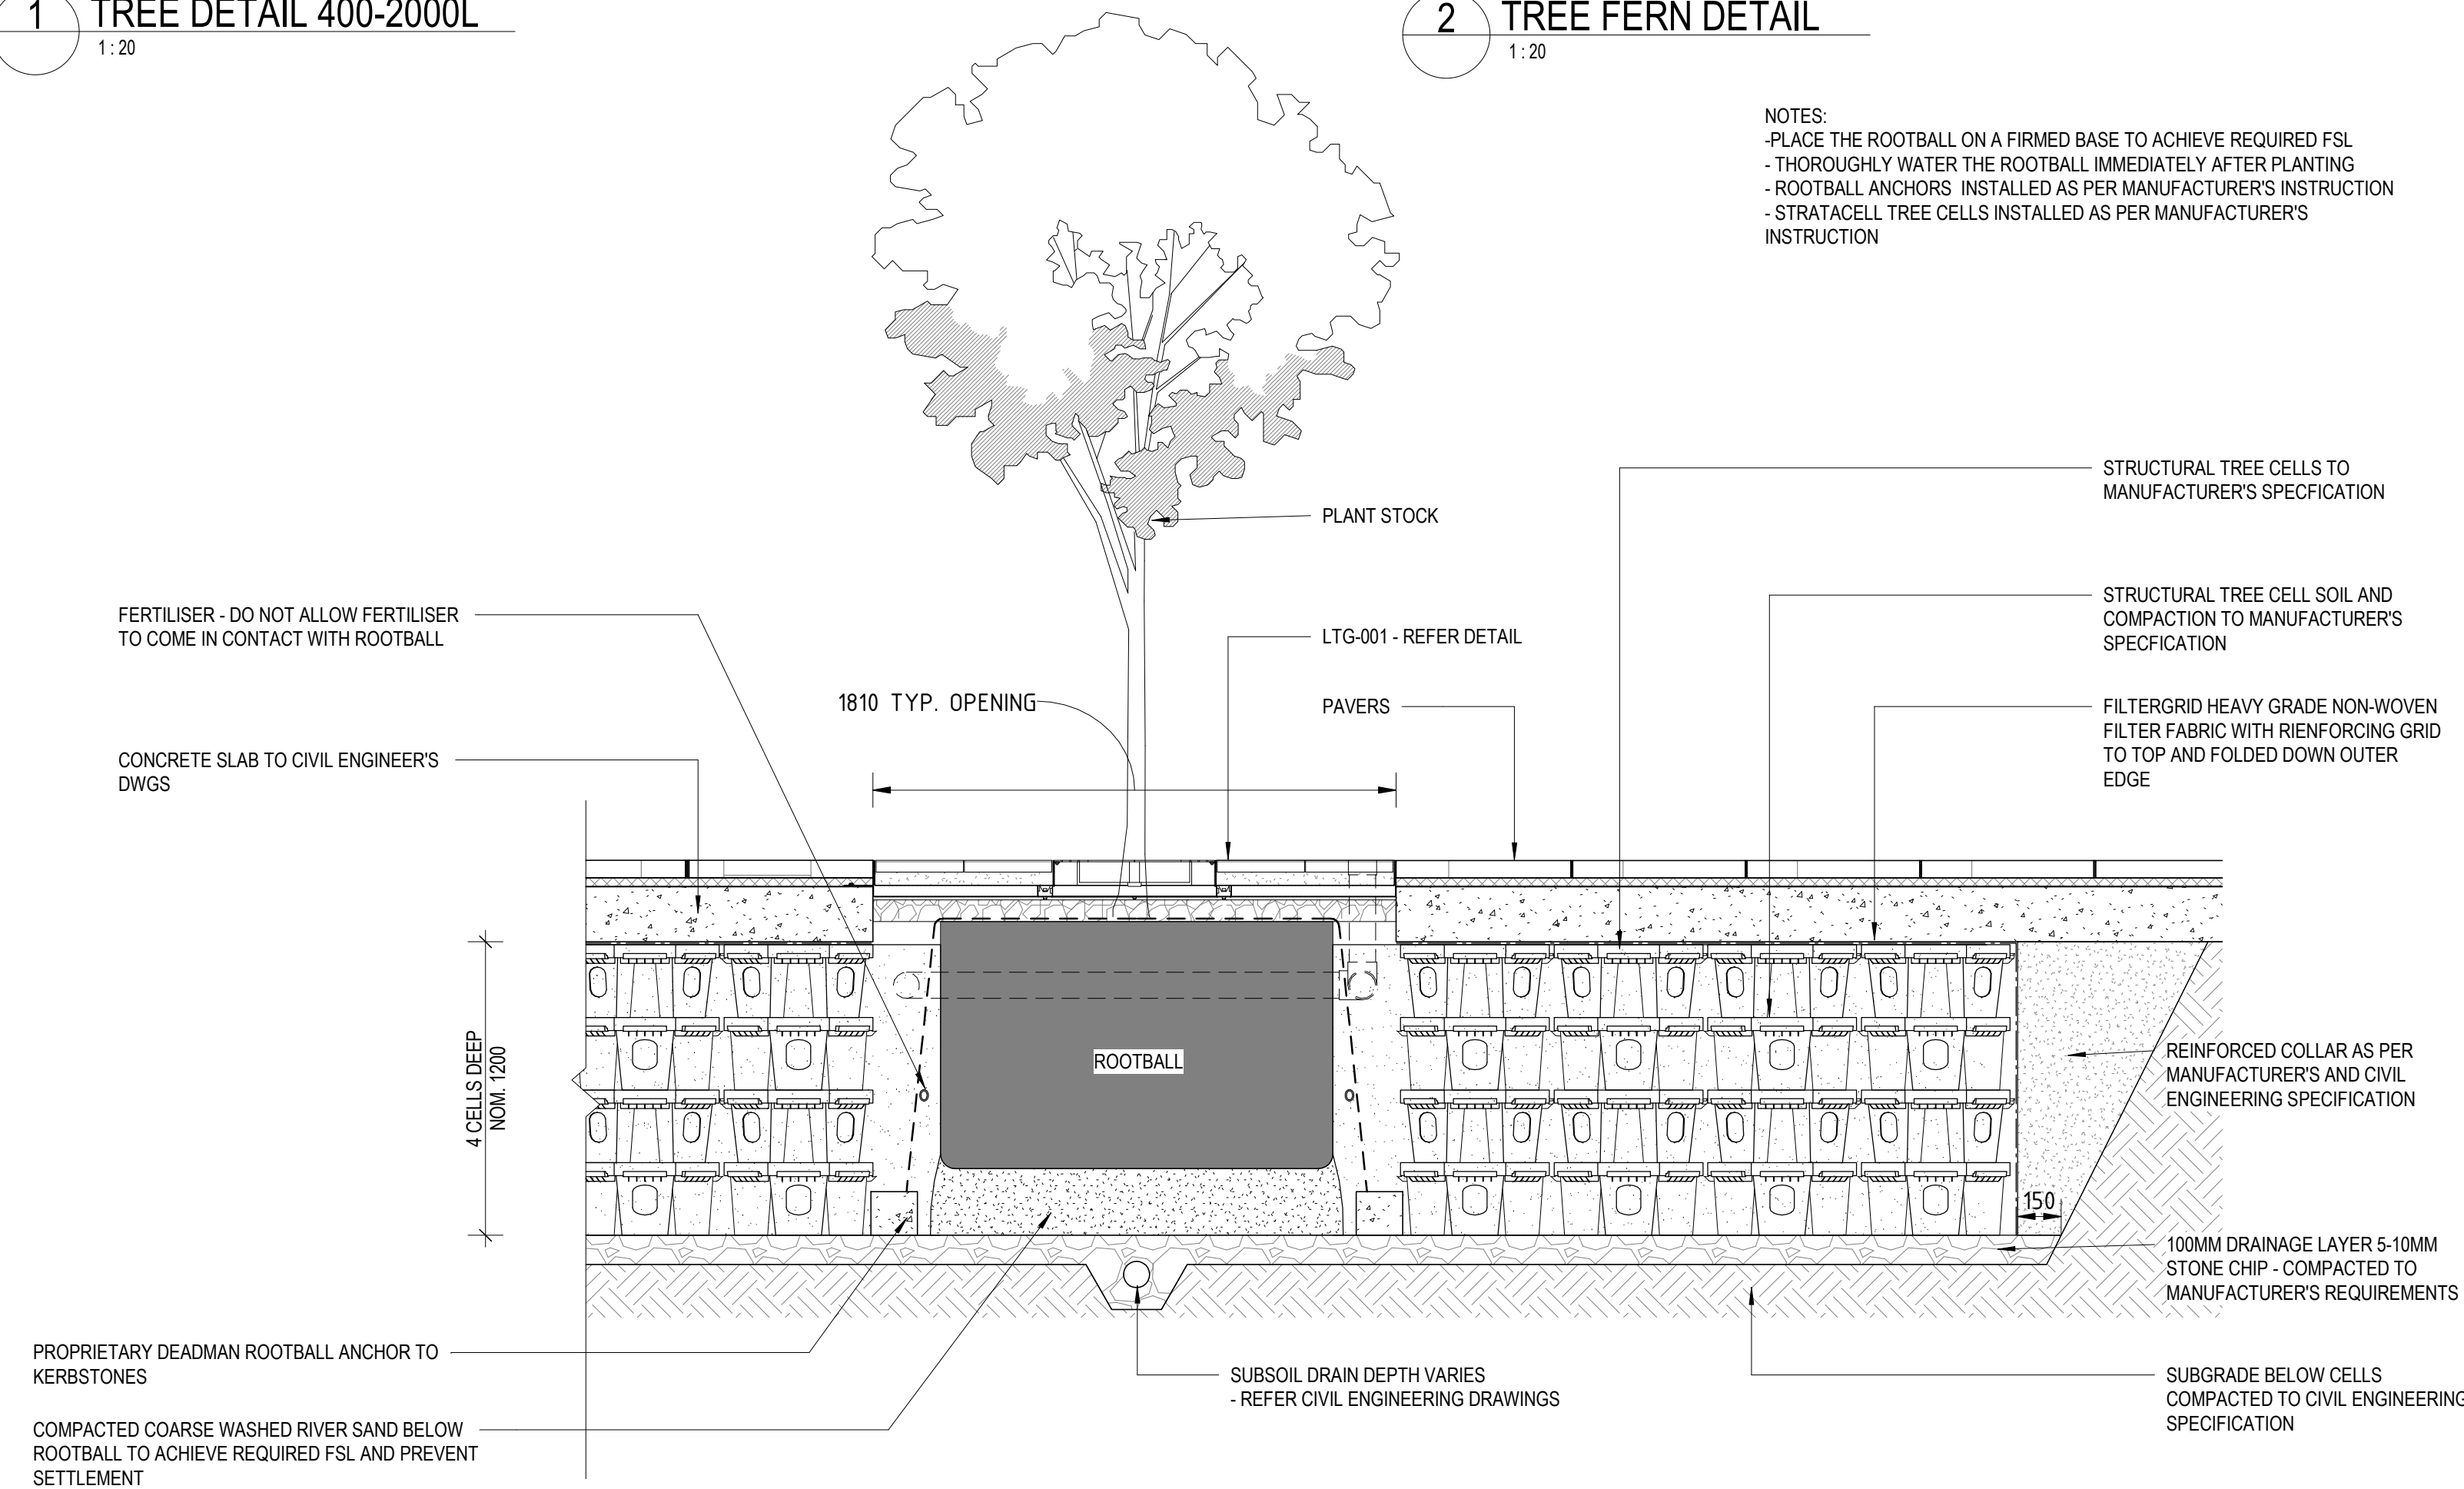 1 TREE DETAIL 400-2000L
1 : 20
2 TREE FERN DETAIL
1 : 20
NOTES:
-PLACE THE ROOTBALL ON A FIRMED BASE TO ACHIEVE REQUIRED FSL
- THOROUGHLY WATER THE ROOTBALL IMMEDIATELY AFTER PLANTING
- ROOTBALL ANCHORS INSTALLED AS PER MANUFACTURER'S INSTRUCTION
- STRATACELL TREE CELLS INSTALLED AS PER MANUFACTURER'S
INSTRUCTION
FERTILISER - DO NOT ALLOW FERTILISER
TO COME IN CONTACT WITH ROOTBALL
CONCRETE SLAB TO CIVIL ENGINEER'S
DWGS
4 CELLS DEEP
NOM. 1200
PROPRIETARY DEADMAN ROOTBALL ANCHOR TO
KERBSTONES
COMPACTED COARSE WASHED RIVER SAND BELOW
ROOTBALL TO ACHIEVE REQUIRED FSL AND PREVENT
SETTLEMENT
1810 TYP. OPENING
PLANT STOCK
LTG-001 - REFER DETAIL
PAVERS
ROOTBALL
SUBSOIL DRAIN DEPTH VARIES
- REFER CIVIL ENGINEERING DRAWINGS
STRUCTURAL TREE CELLS TO
MANUFACTURER'S SPECFICATION
STRUCTURAL TREE CELL SOIL AND
COMPACTION TO MANUFACTURER'S
SPECFICATION
FILTERGRID HEAVY GRADE NON-WOVEN
FILTER FABRIC WITH RIENFORCING GRID
TO TOP AND FOLDED DOWN OUTER
EDGE
REINFORCED COLLAR AS PER
MANUFACTURER'S AND CIVIL
ENGINEERING SPECIFICATION
150
100MM DRAINAGE LAYER 5-10MM
STONE CHIP - COMPACTED TO
MANUFACTURER'S REQUIREMENTS
SUBGRADE BELOW CELLS
COMPACTED TO CIVIL ENGINEERING
SPECIFICATION